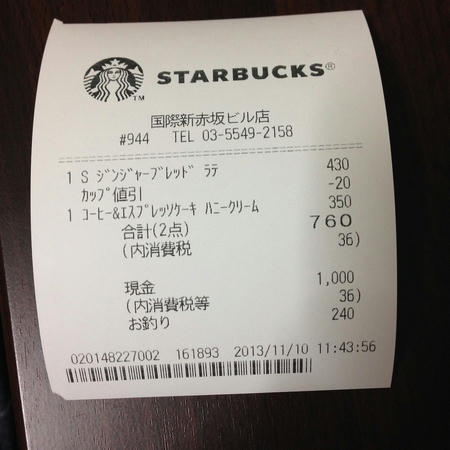 STARBUCKS®
TM
国際新赤坂ビル店
#944 TEL 03-5549-2158
1 S ジンジャーブレッド ラテ 430
カップ値引 -20
1 コーヒー&エスプレッソケーキ ハニークリーム 350
合計(2点) 760
(内消費税 36)
現金 1,000
(内消費税等 36)
お釣り 240
020148227002 161893 2013/11/10 11:43:56